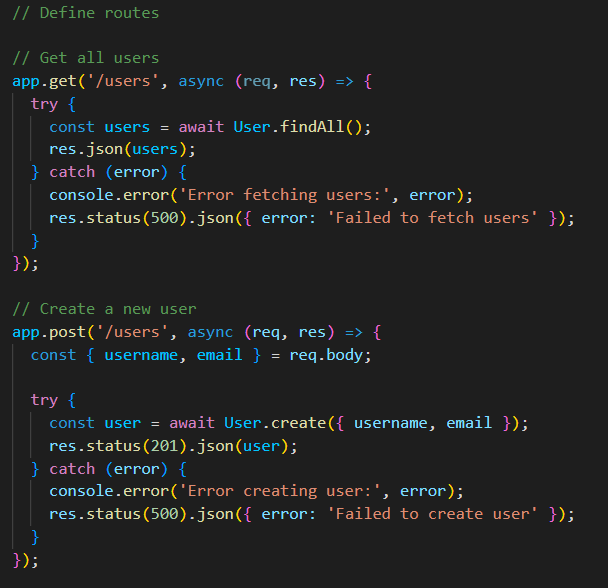 // Define routes
// Get all users
app.get('/users', async (req, res) => {
  try {
    const users = await User.findAll();
    res.json(users);
  } catch (error) {
    console.error('Error fetching users:', error);
    res.status(500).json({ error: 'Failed to fetch users' });
  }
});
// Create a new user
app.post('/users', async (req, res) => {
  const { username, email } = req.body;
  try {
    const user = await User.create({ username, email });
    res.status(201).json(user);
  } catch (error) {
    console.error('Error creating user:', error);
    res.status(500).json({ error: 'Failed to create user' });
  }
});